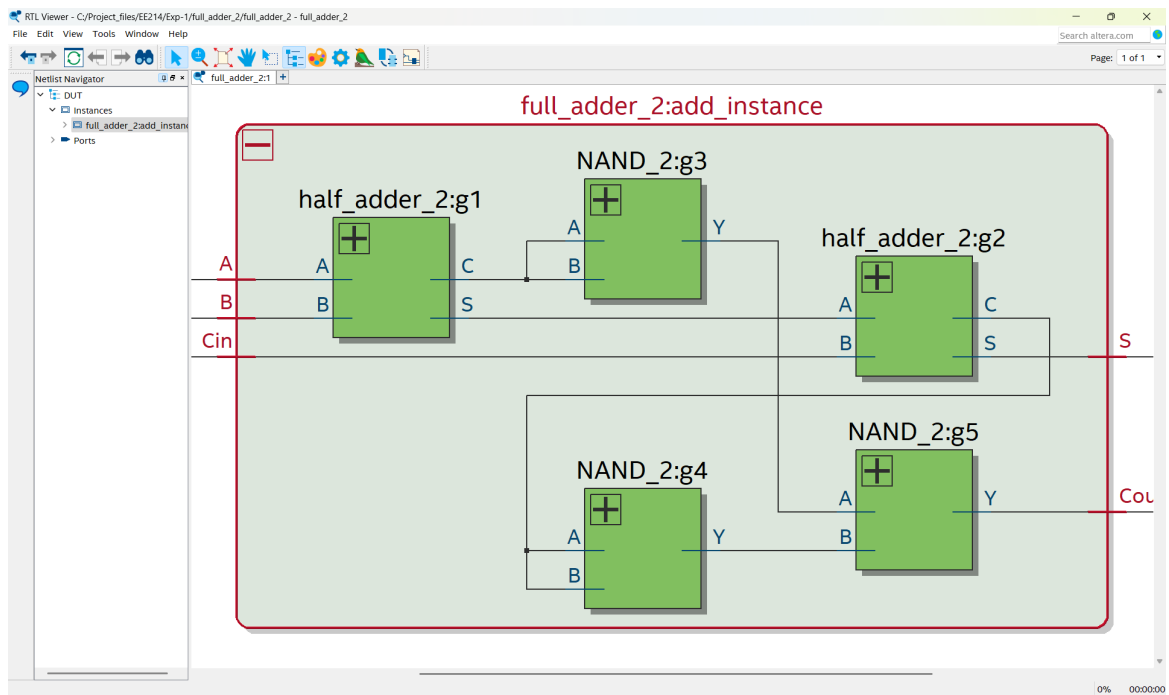 RTL Viewer - C:/Project_files/EE214/Exp-1/full_adder_2/full_adder_2 - full_adder_2
File Edit View Tools Window Help
Search altera.com
Page: 1 of 1
Netlist Navigator
full_adder_2:1
DUT
Instances
full_adder_2:add_instanc
Ports
full_adder_2:add_instance
NAND_2:g3
half_adder_2:g1
A
Y
half_adder_2:g2
A
A
C
B
B
B
S
A
C
Cin
B
S
S
NAND_2:g5
NAND_2:g4
A
Y
Cou
A
Y
B
B
0% 00:00:00